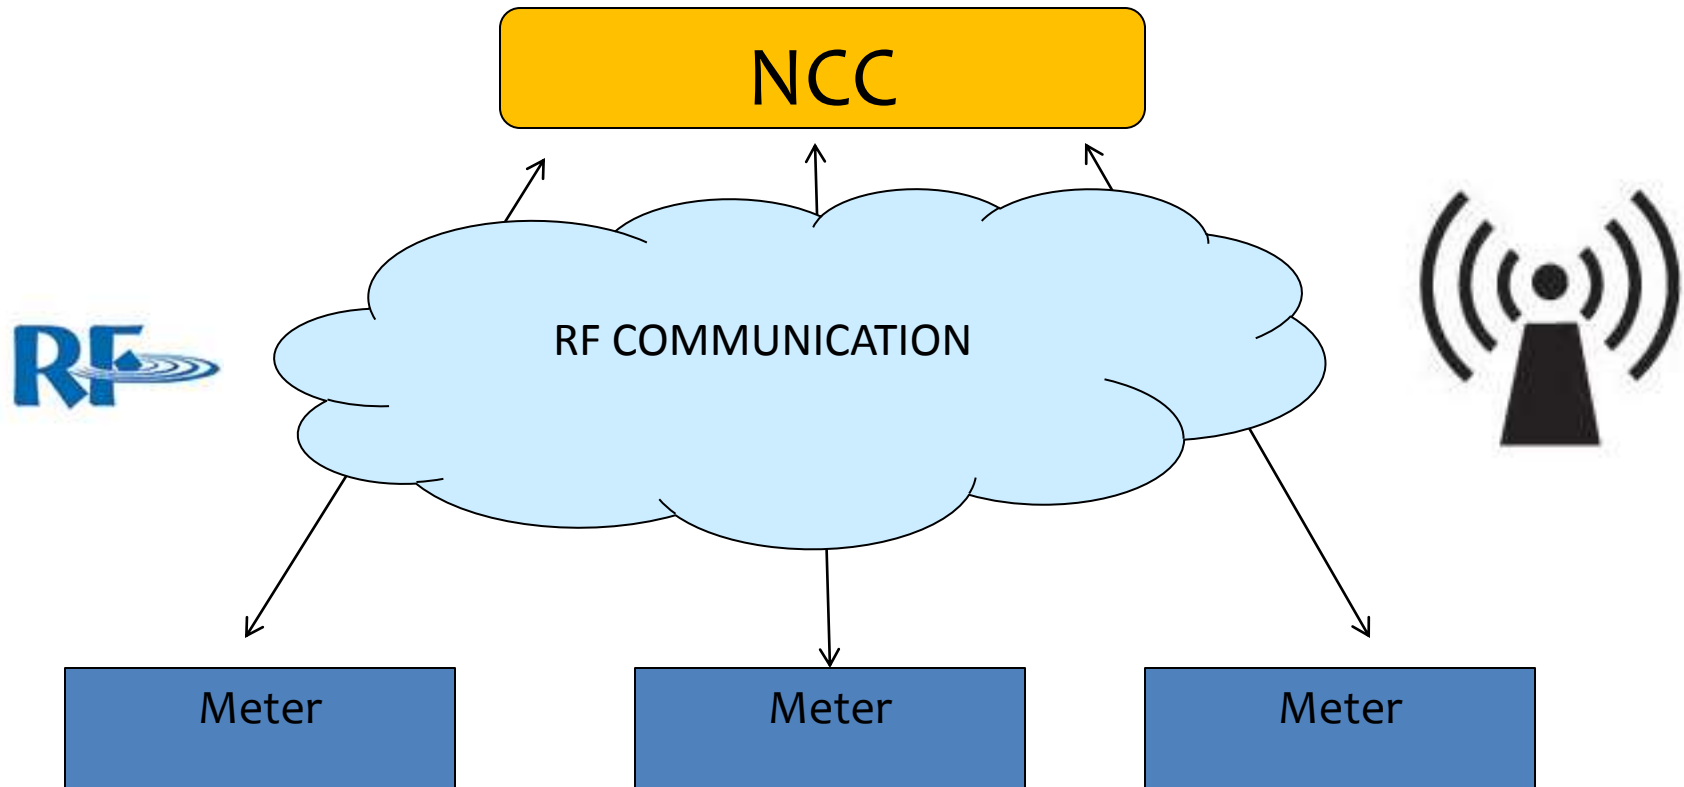 NCC
RF COMMUNICATION
RF
Meter
Meter
Meter